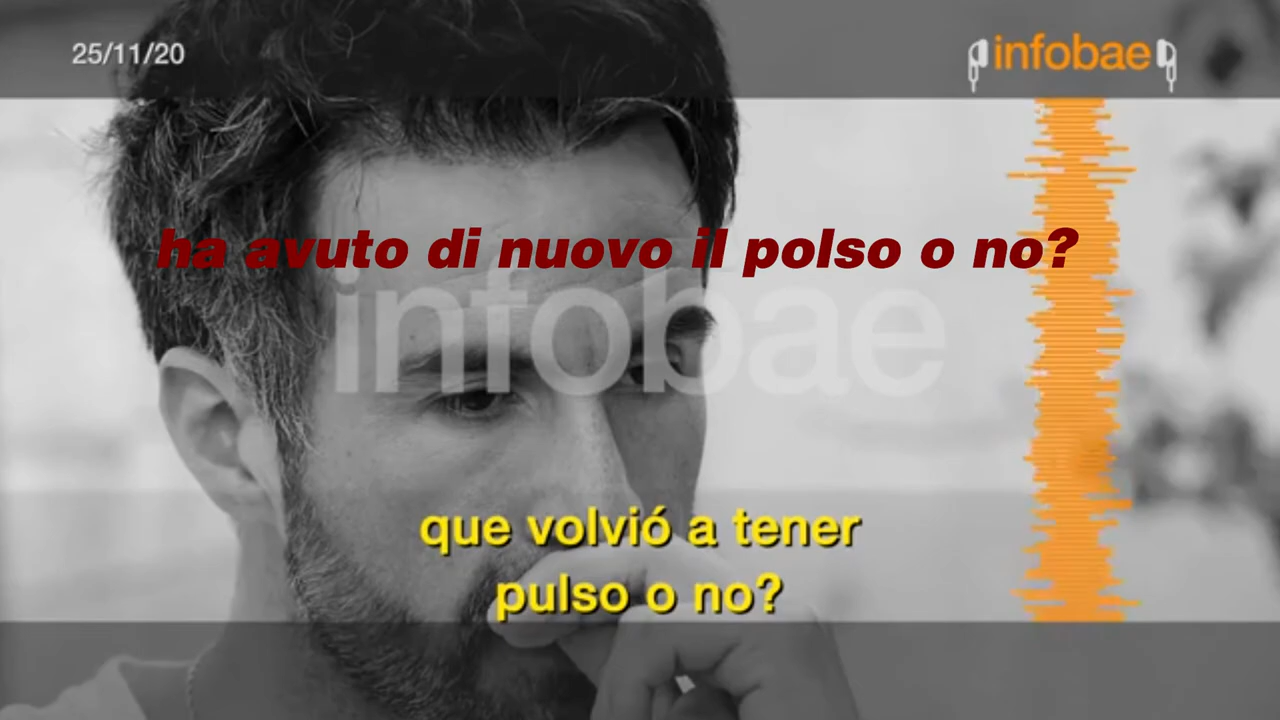 25/11/20
infobae
ha avuto di nuovo il polso o no?
infobae
que volvió a tener
pulso o no?